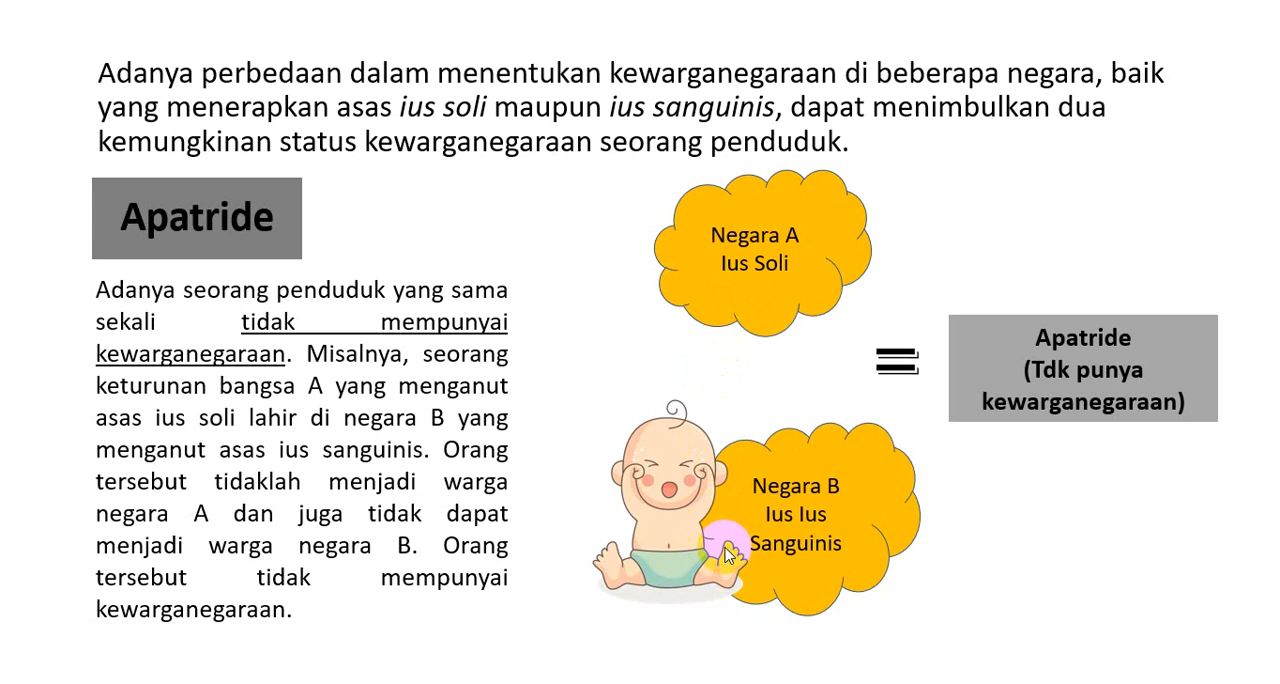 Adanya perbedaan dalam menentukan kewarganegaraan di beberapa negara, baik
yang menerapkan asas ius soli maupun ius sanguinis, dapat menimbulkan dua
kemungkinan status kewarganegaraan seorang penduduk.
Apatride
Adanya seorang penduduk yang sama
sekali tidak mempunyai
kewarganegaraan. Misalnya, seorang
keturunan bangsa A yang menganut
asas ius soli lahir di negara B yang
menganut asas ius sanguinis. Orang
tersebut tidaklah menjadi warga
negara A dan juga tidak dapat
menjadi warga negara B. Orang
tersebut tidak mempunyai
kewarganegaraan.
Negara A
Ius Soli
Negara B
Ius Ius
Sanguinis
=
Apatride
(Tdk punya
kewarganegaraan)